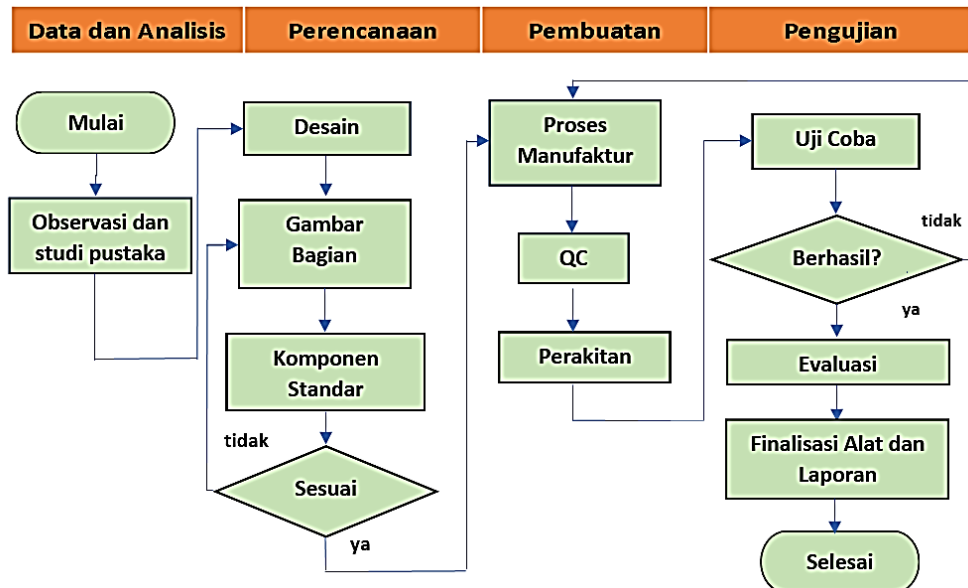 Data dan Analisis
Perencanaan
Pembuatan
Pengujian
Mulai
Observasi dan
studi pustaka
Desain
Gambar
Bagian
Komponen
Standar
tidak
Sesuai
ya
Proses
Manufaktur
QC
Perakitan
Uji Coba
tidak
Berhasil?
ya
Evaluasi
Finalisasi Alat dan
Laporan
Selesai